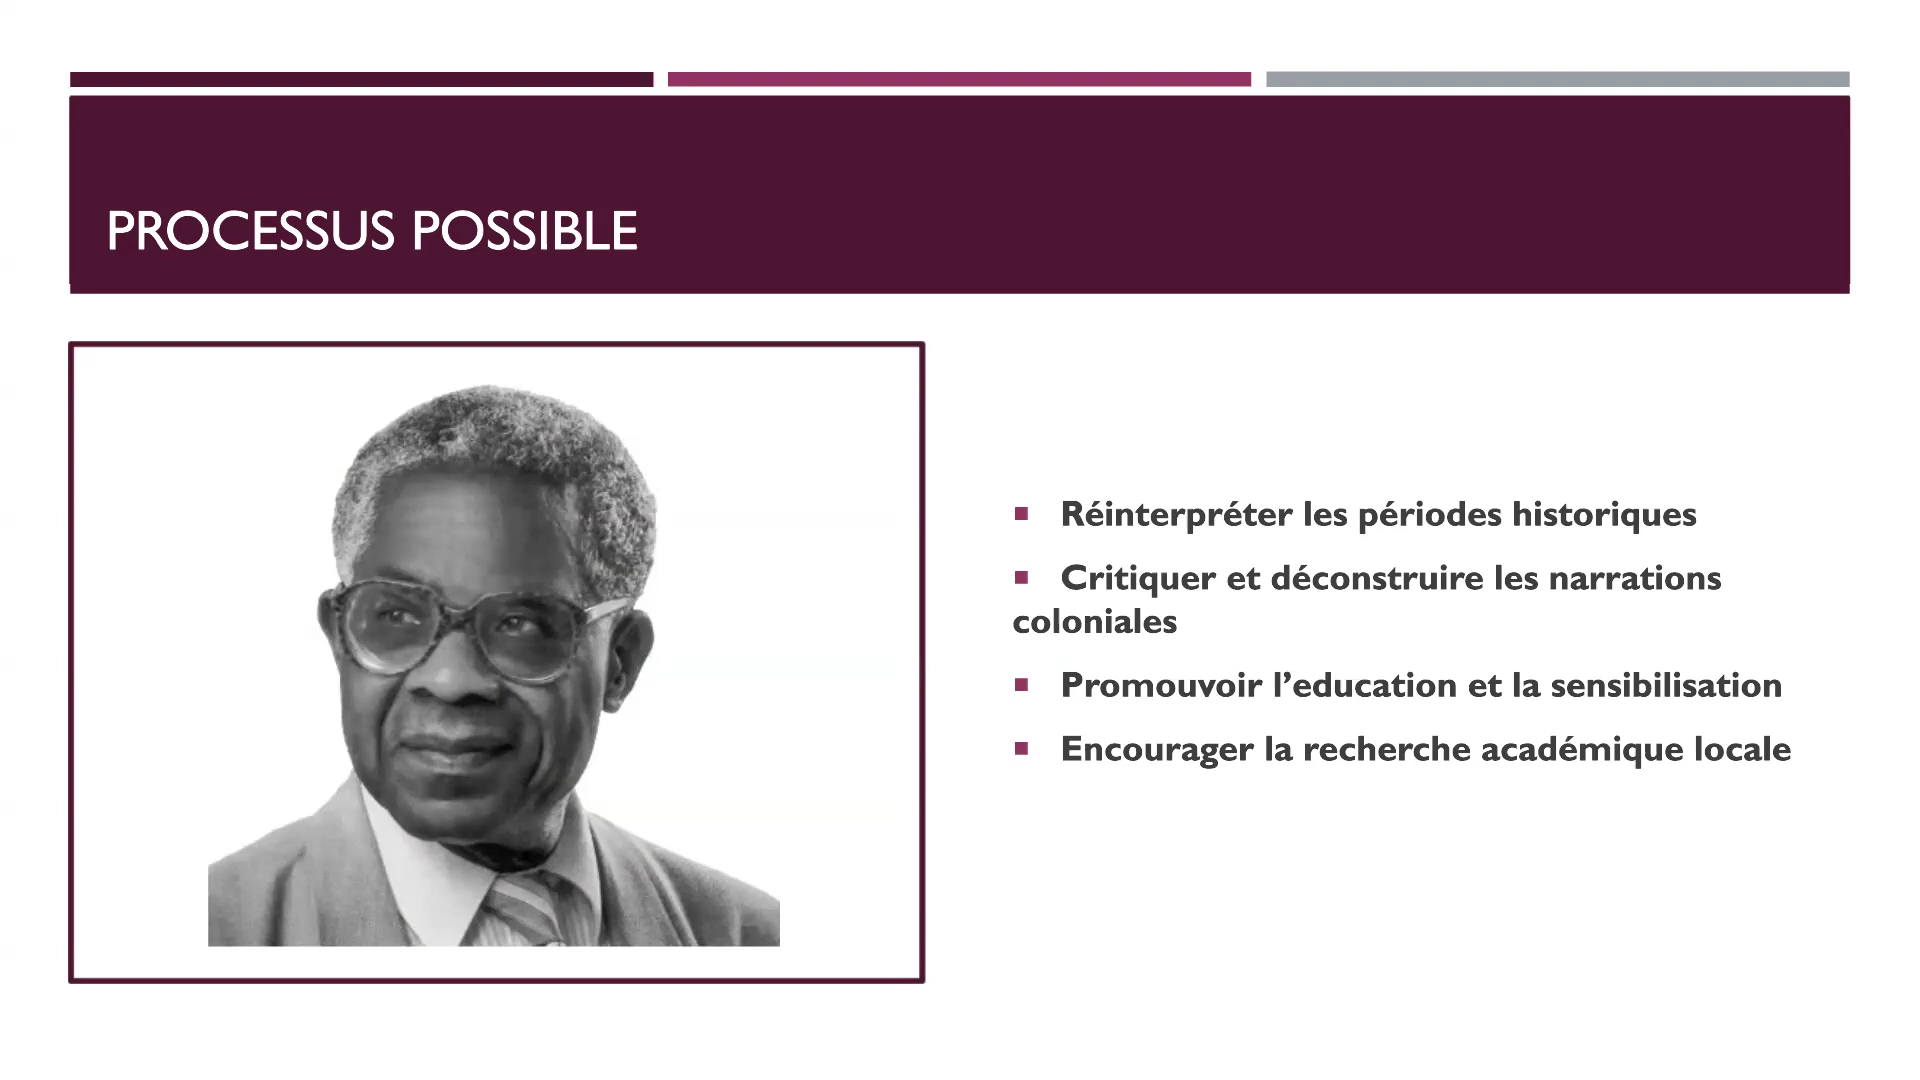 PROCESSUS POSSIBLE
Réinterpréter les périodes historiques
Critiquer et déconstruire les narrations
coloniales
Promouvoir l’education et la sensibilisation
Encourager la recherche académique locale